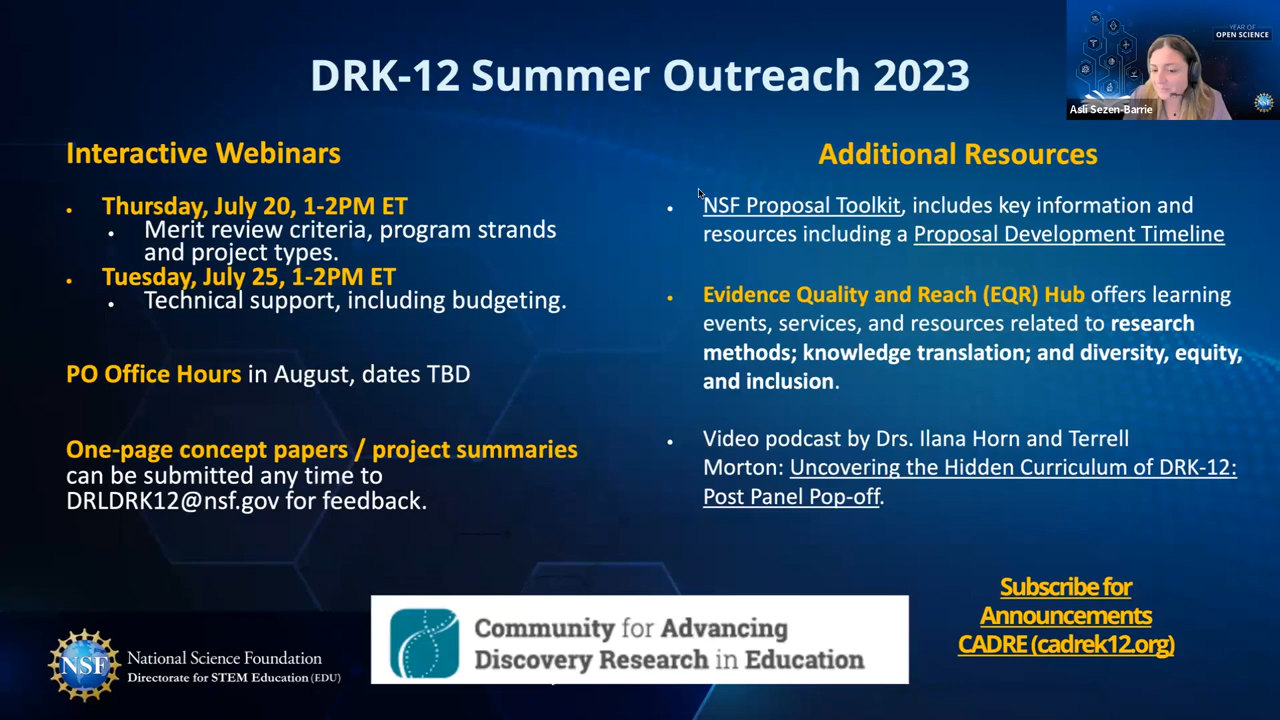 DRK-12 Summer Outreach 2023
YEAR OF
OPEN SCIENCE
NSF
Asli Sezen-Barrie
Interactive Webinars
• Thursday, July 20, 1-2PM ET
• Merit review criteria, program strands
and project types.
• Tuesday, July 25, 1-2PM ET
• Technical support, including budgeting.
PO Office Hours in August, dates TBD
One-page concept papers / project summaries
can be submitted any time to
DRLDRK12@nsf.gov for feedback.
Additional Resources
• NSF Proposal Toolkit, includes key information and
resources including a Proposal Development Timeline
• Evidence Quality and Reach (EQR) Hub offers learning
events, services, and resources related to research
methods; knowledge translation; and diversity, equity,
and inclusion.
• Video podcast by Drs. Ilana Horn and Terrell
Morton: Uncovering the Hidden Curriculum of DRK-12:
Post Panel Pop-off.
Subscribe for
Announcements
CADRE (cadrek12.org)
NSF
National Science Foundation
Directorate for STEM Education (EDU)
Community for Advancing
Discovery Research in Education